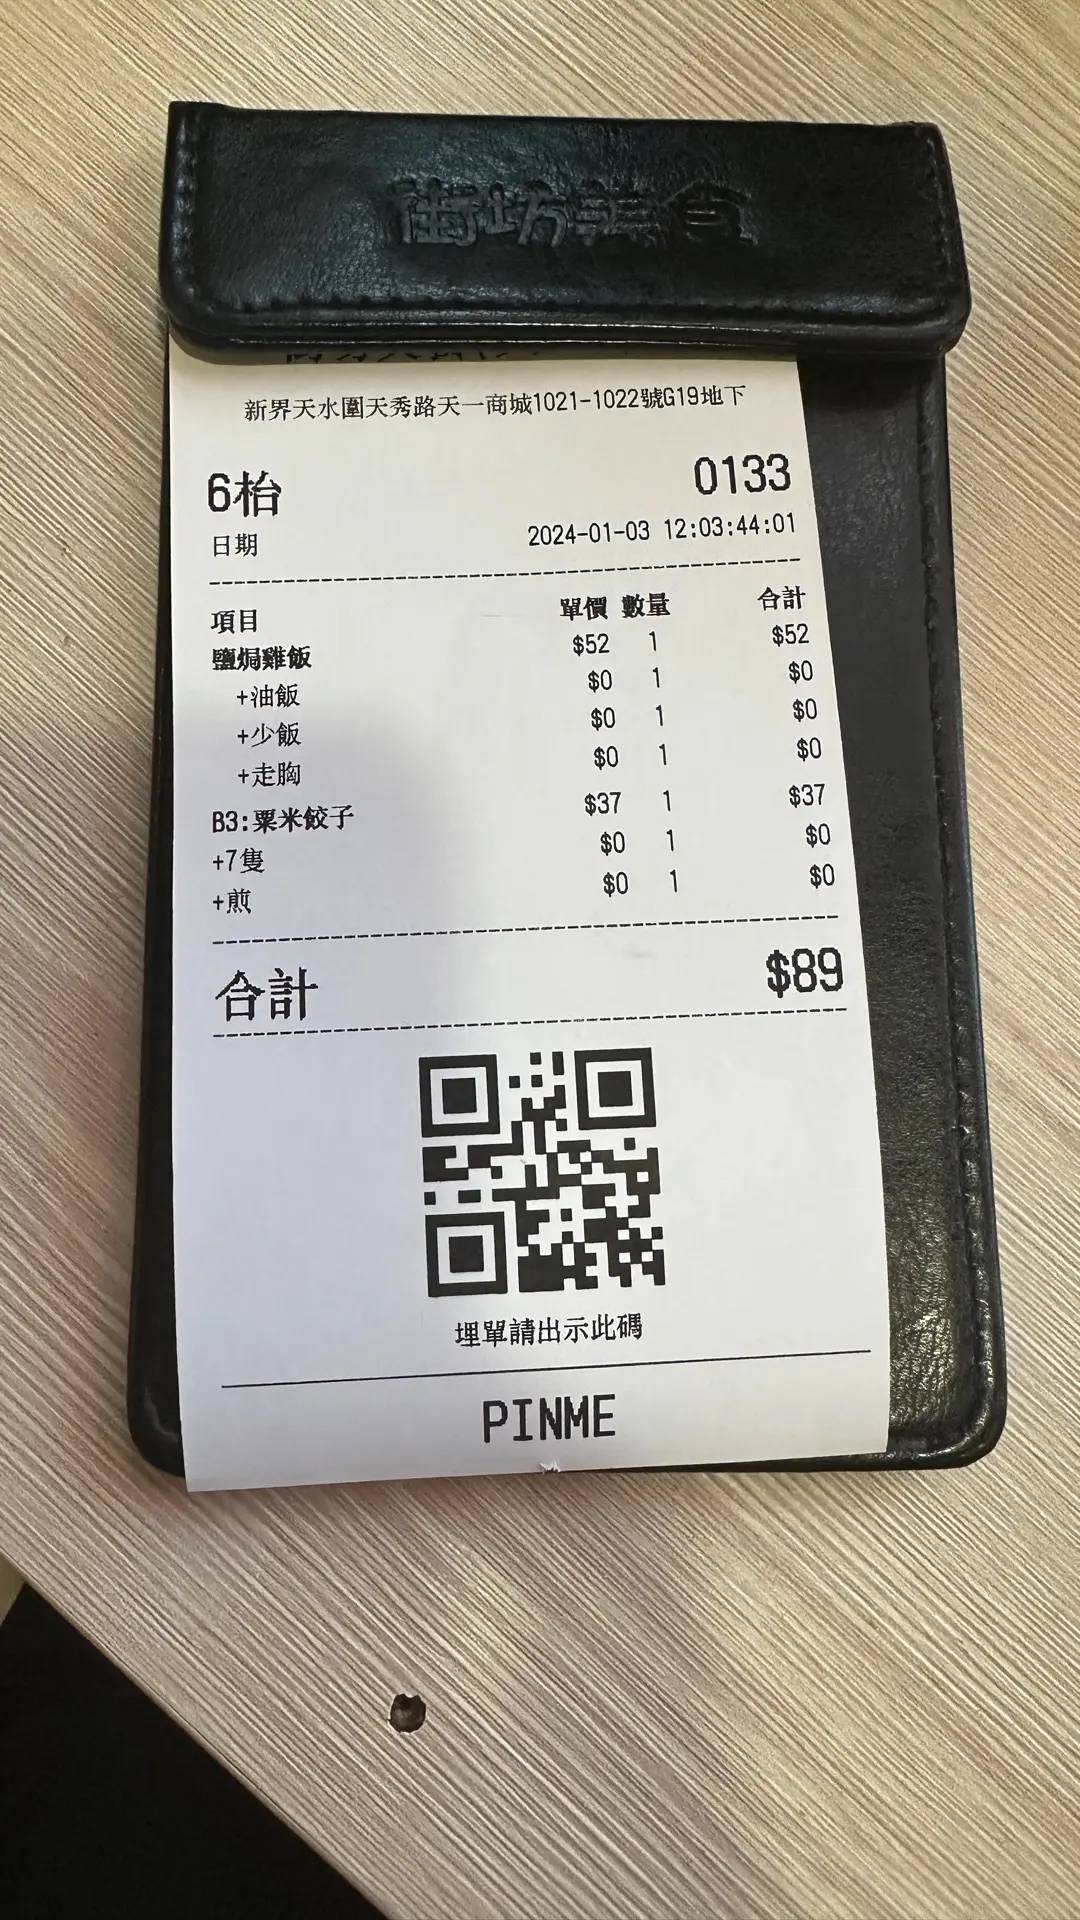 街坊美
新界天水圍天秀路天一商城1021-1022號G19地下
6枱 0133
日期 2024-01-03 12:03:44:01
項目 單價 數量 合計
鹽焗雞飯 $52 1 $52
+油飯 $0 1 $0
+少飯 $0 1 $0
+走胸 $0 1 $0
B3:粟米餃子 $37 1 $37
+7隻 $0 1 $0
+煎 $0 1 $0
合計 $89
埋單請出示此碼
PINME